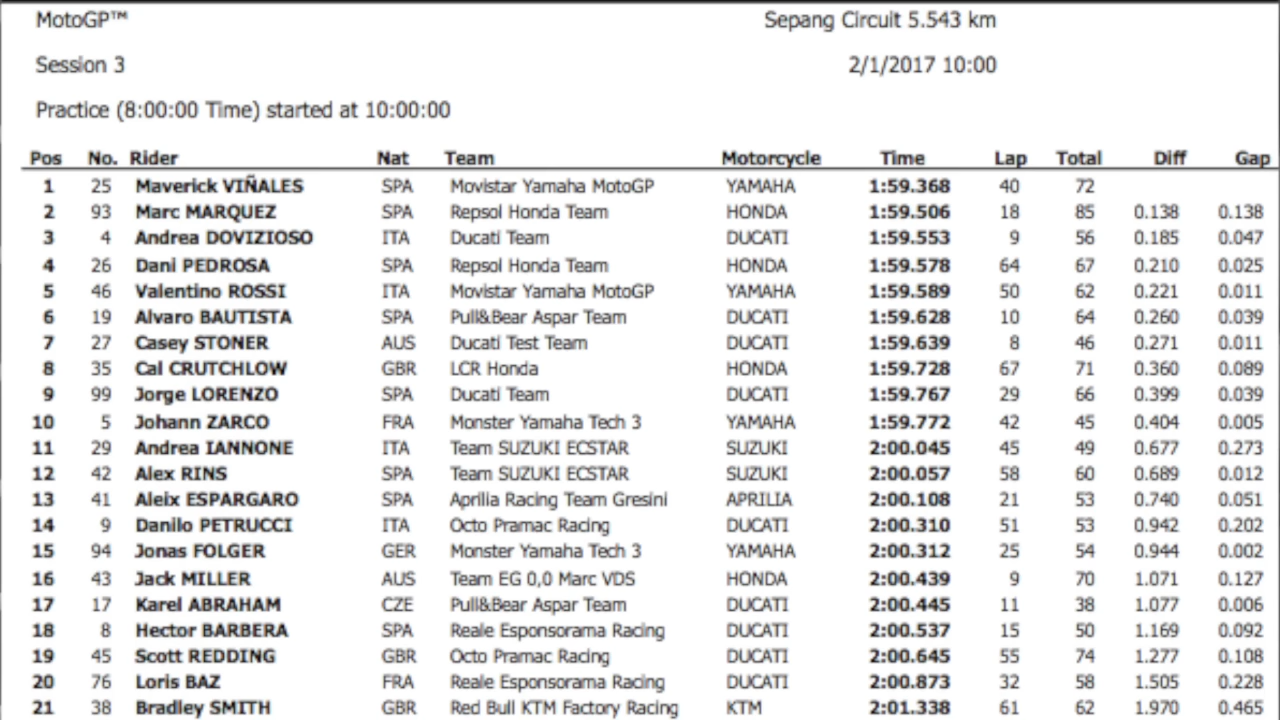 MotoGP™ Sepang Circuit 5.543 km
Session 3 2/1/2017 10:00
Practice (8:00:00 Time) started at 10:00:00
Pos No. Rider Nat Team Motorcycle Time Lap Total Diff Gap
1 25 Maverick VIÑALES SPA Movistar Yamaha MotoGP YAMAHA 1:59.368 40 72
2 93 Marc MARQUEZ SPA Repsol Honda Team HONDA 1:59.506 18 85 0.138 0.138
3 4 Andrea DOVIZIOSO ITA Ducati Team DUCATI 1:59.553 9 56 0.185 0.047
4 26 Dani PEDROSA SPA Repsol Honda Team HONDA 1:59.578 64 67 0.210 0.025
5 46 Valentino ROSSI ITA Movistar Yamaha MotoGP YAMAHA 1:59.589 50 62 0.221 0.011
6 19 Alvaro BAUTISTA SPA Pull&Bear Aspar Team DUCATI 1:59.628 10 64 0.260 0.039
7 27 Casey STONER AUS Ducati Test Team DUCATI 1:59.639 8 46 0.271 0.011
8 35 Cal CRUTCHLOW GBR LCR Honda HONDA 1:59.728 67 71 0.360 0.089
9 99 Jorge LORENZO SPA Ducati Team DUCATI 1:59.767 29 66 0.399 0.039
10 5 Johann ZARCO FRA Monster Yamaha Tech 3 YAMAHA 1:59.772 42 45 0.404 0.005
11 29 Andrea IANNONE ITA Team SUZUKI ECSTAR SUZUKI 2:00.045 45 49 0.677 0.273
12 42 Alex RINS SPA Team SUZUKI ECSTAR SUZUKI 2:00.057 58 60 0.689 0.012
13 41 Aleix ESPARGARO SPA Aprilia Racing Team Gresini APRILIA 2:00.108 21 53 0.740 0.051
14 9 Danilo PETRUCCI ITA Octo Pramac Racing DUCATI 2:00.310 51 53 0.942 0.202
15 94 Jonas FOLGER GER Monster Yamaha Tech 3 YAMAHA 2:00.312 25 54 0.944 0.002
16 43 Jack MILLER AUS Team EG 0,0 Marc VDS HONDA 2:00.439 9 70 1.071 0.127
17 17 Karel ABRAHAM CZE Pull&Bear Aspar Team DUCATI 2:00.445 11 38 1.077 0.006
18 8 Hector BARBERA SPA Reale Esponsorama Racing DUCATI 2:00.537 15 50 1.169 0.092
19 45 Scott REDDING GBR Octo Pramac Racing DUCATI 2:00.645 55 74 1.277 0.108
20 76 Loris BAZ FRA Reale Esponsorama Racing DUCATI 2:00.873 32 58 1.505 0.228
21 38 Bradley SMITH GBR Red Bull KTM Factory Racing KTM 2:01.338 61 62 1.970 0.465